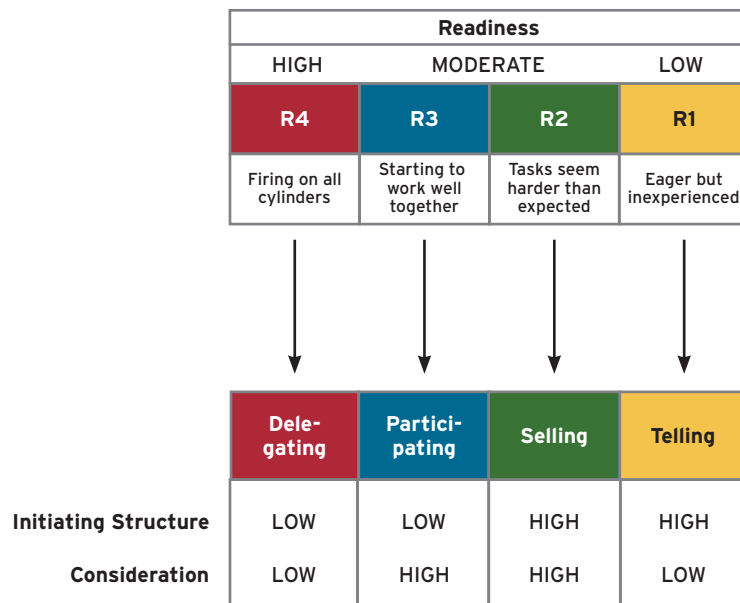 Readiness
HIGH MODERATE LOW
R4 R3 R2 R1
Firing on all
cylinders
Starting to
work well
together
Tasks seem
harder than
expected
Eager but
inexperienced
Dele-
gating
Partici-
pating
Selling
Telling
Initiating Structure LOW LOW HIGH HIGH
Consideration LOW HIGH HIGH LOW